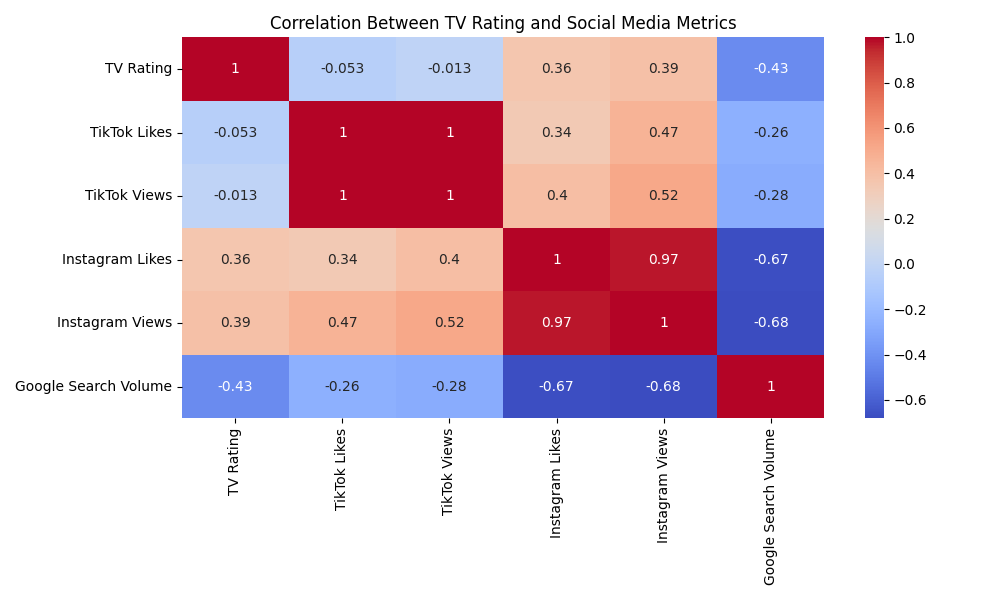 Correlation Between TV Rating and Social Media Metrics
TV Rating 1 -0.053 -0.013 0.36 0.39 -0.43
TikTok Likes -0.053 1 1 0.34 0.47 -0.26
TikTok Views -0.013 1 1 0.4 0.52 -0.28
Instagram Likes 0.36 0.34 0.4 1 0.97 -0.67
Instagram Views 0.39 0.47 0.52 0.97 1 -0.68
Google Search Volume -0.43 -0.26 -0.28 -0.67 -0.68 1
TV Rating
TikTok Likes
TikTok Views
Instagram Likes
Instagram Views
Google Search Volume
1.0
0.8
0.6
0.4
0.2
0.0
−0.2
−0.4
−0.6